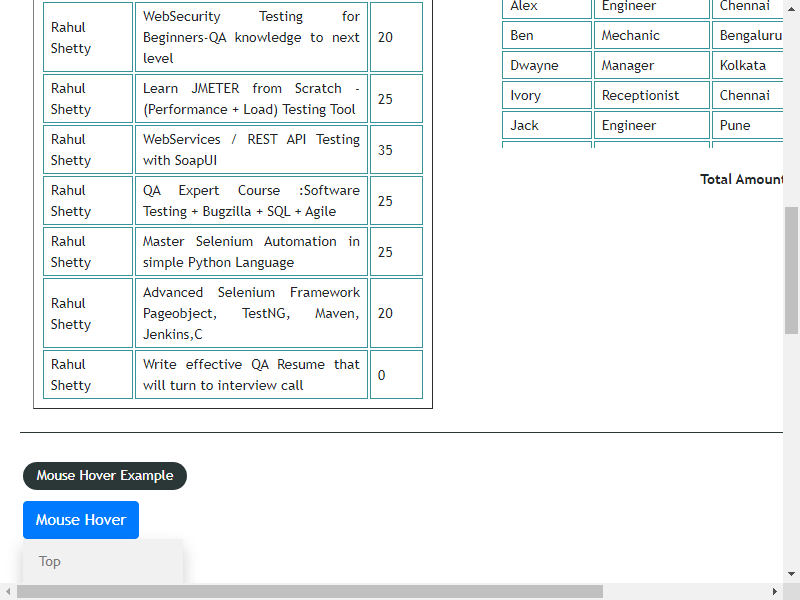 Rahul
Shetty
WebSecurity Testing for
Beginners-QA knowledge to next
level
20
Rahul
Shetty
Learn JMETER from Scratch -
(Performance + Load) Testing Tool
25
Rahul
Shetty
WebServices / REST API Testing
with SoapUI
35
Rahul
Shetty
QA Expert Course :Software
Testing + Bugzilla + SQL + Agile
25
Rahul
Shetty
Master Selenium Automation in
simple Python Language
25
Rahul
Shetty
Advanced Selenium Framework
Pageobject, TestNG, Maven,
Jenkins,C
20
Rahul
Shetty
Write effective QA Resume that
will turn to interview call
0
Alex Engineer Chennai
Ben Mechanic Bengaluru
Dwayne Manager Kolkata
Ivory Receptionist Chennai
Jack Engineer Pune
Total Amount
Mouse Hover Example
Mouse Hover
Top